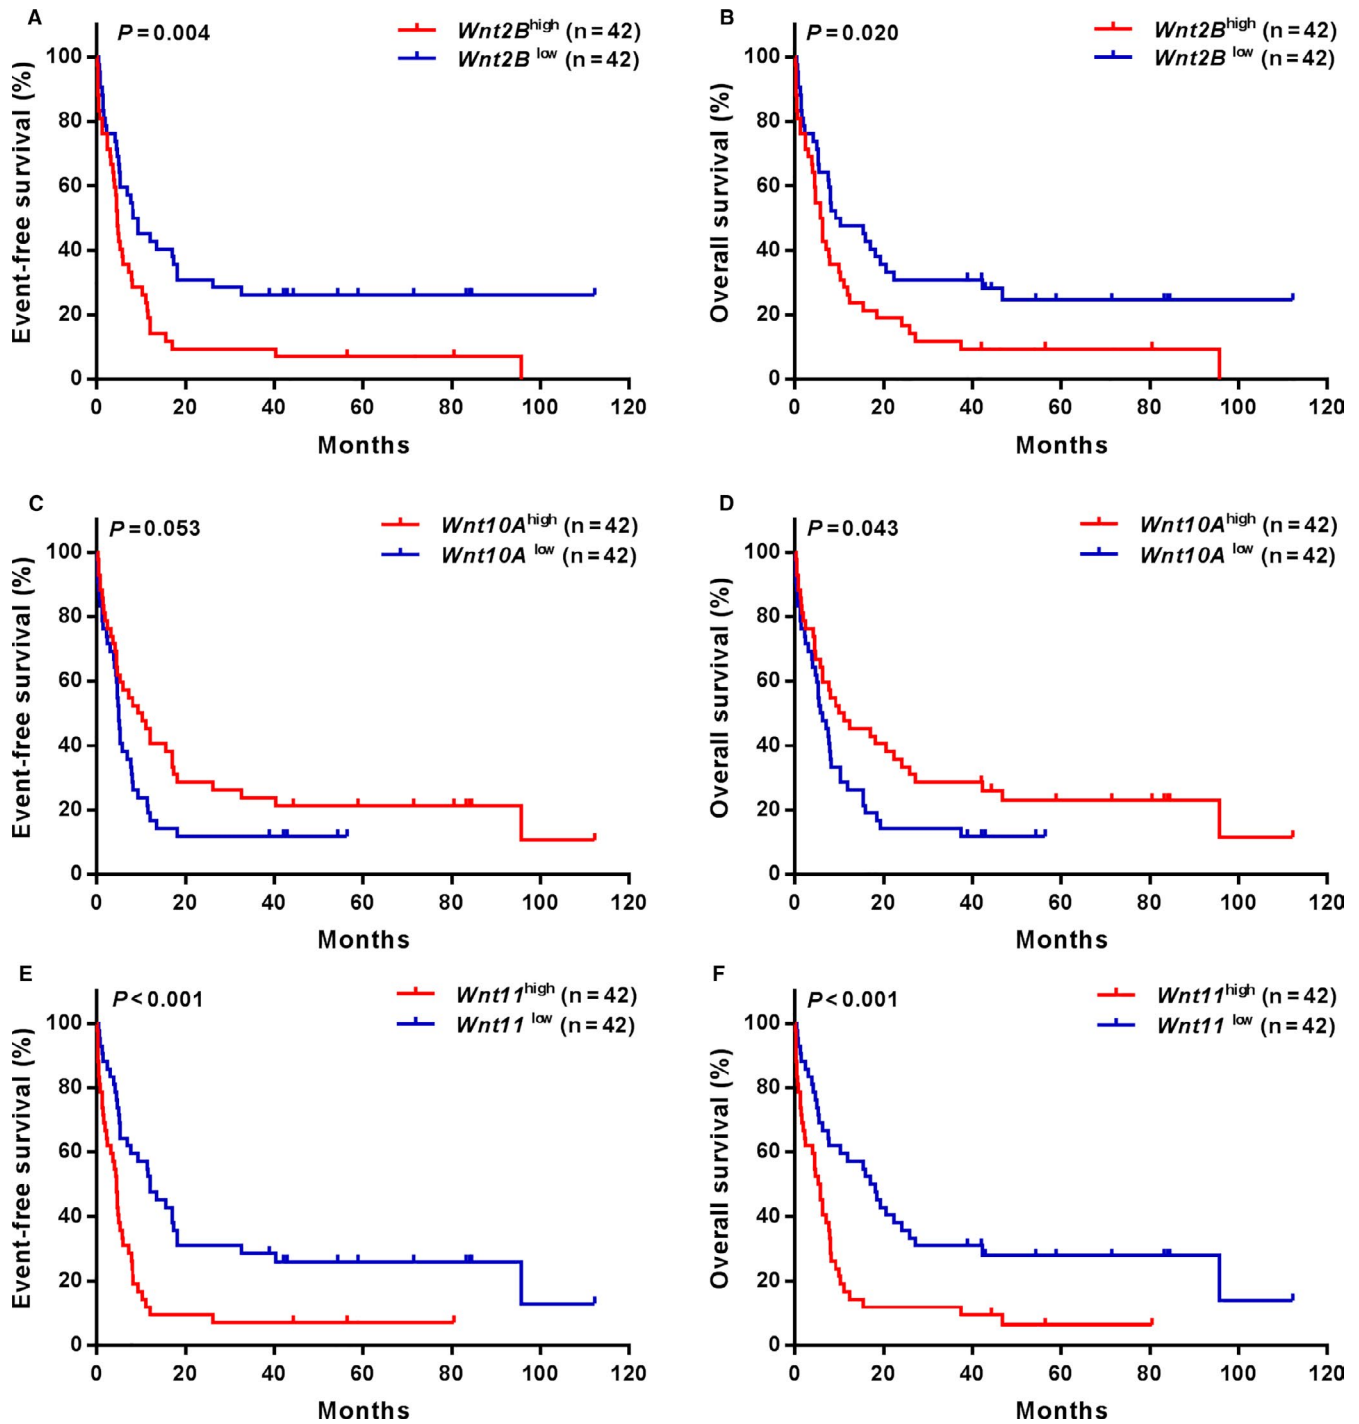 A
P = 0.004
Wnt2B high (n = 42)
Wnt2B low (n = 42)
Event-free survival (%)
100
80
60
40
20
0
0 20 40 60 80 100 120
Months
B
P = 0.020
Wnt2B high (n = 42)
Wnt2B low (n = 42)
Overall survival (%)
100
80
60
40
20
0
0 20 40 60 80 100 120
Months
C
P = 0.053
Wnt10A high (n = 42)
Wnt10A low (n = 42)
Event-free survival (%)
100
80
60
40
20
0
0 20 40 60 80 100 120
Months
D
P = 0.043
Wnt10A high (n = 42)
Wnt10A low (n = 42)
Overall survival (%)
100
80
60
40
20
0
0 20 40 60 80 100 120
Months
E
P < 0.001
Wnt11 high (n = 42)
Wnt11 low (n = 42)
Event-free survival (%)
100
80
60
40
20
0
0 20 40 60 80 100 120
Months
F
P < 0.001
Wnt11 high (n = 42)
Wnt11 low (n = 42)
Overall survival (%)
100
80
60
40
20
0
0 20 40 60 80 100 120
Months